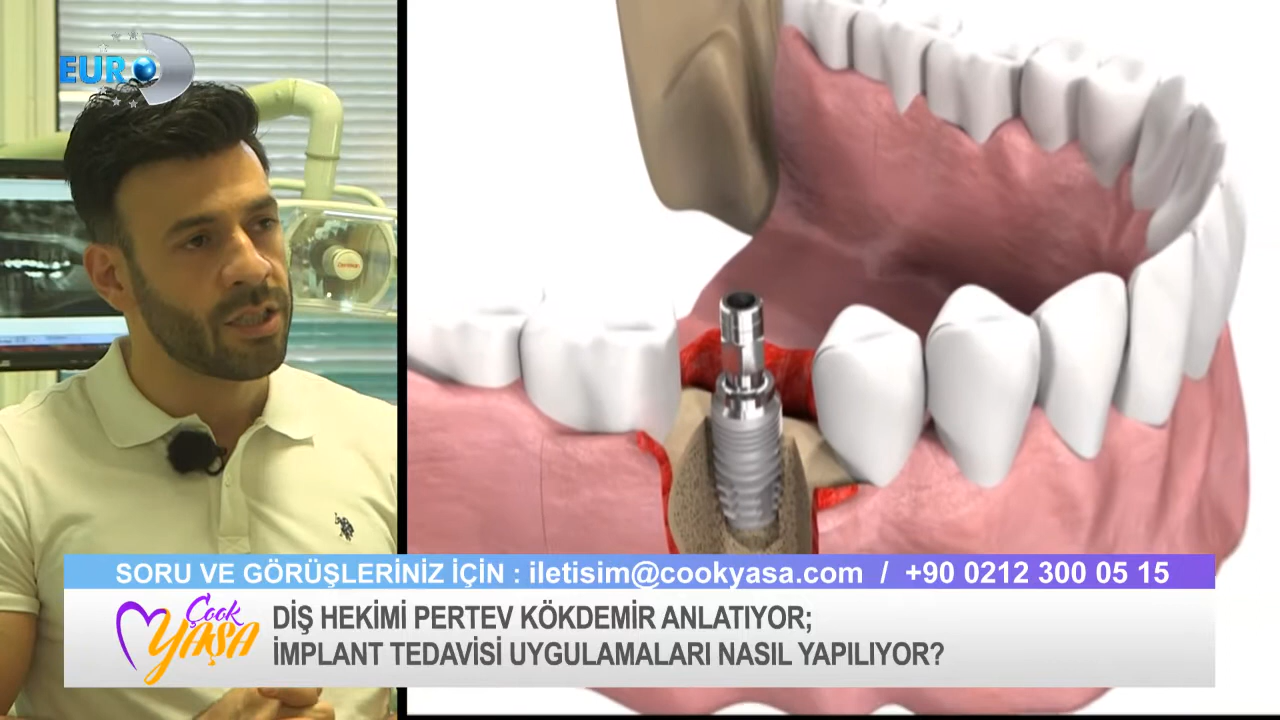 EURO D
SORU VE GÖRÜŞLERİNİZ İÇİN : iletisim@cookyasa.com / +90 0212 300 05 15
Çook
YAŞA
DİŞ HEKİMİ PERTEV KÖKDEMİR ANLATIYOR;
İMPLANT TEDAVİSİ UYGULAMALARI NASIL YAPILIYOR?